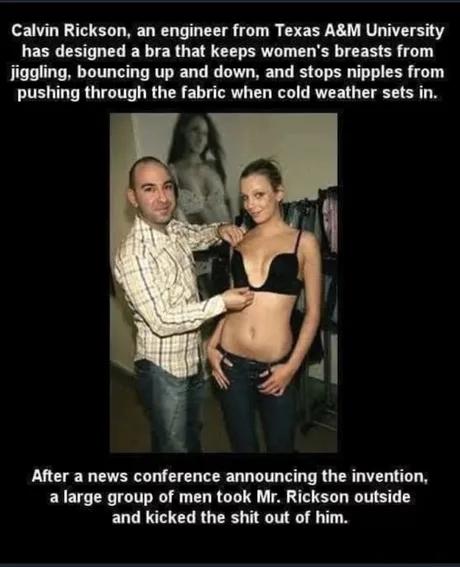 Calvin Rickson, an engineer from Texas A&M University
has designed a bra that keeps women's breasts from
jiggling, bouncing up and down, and stops nipples from
pushing through the fabric when cold weather sets in.
After a news conference announcing the invention,
a large group of men took Mr. Rickson outside
and kicked the shit out of him.